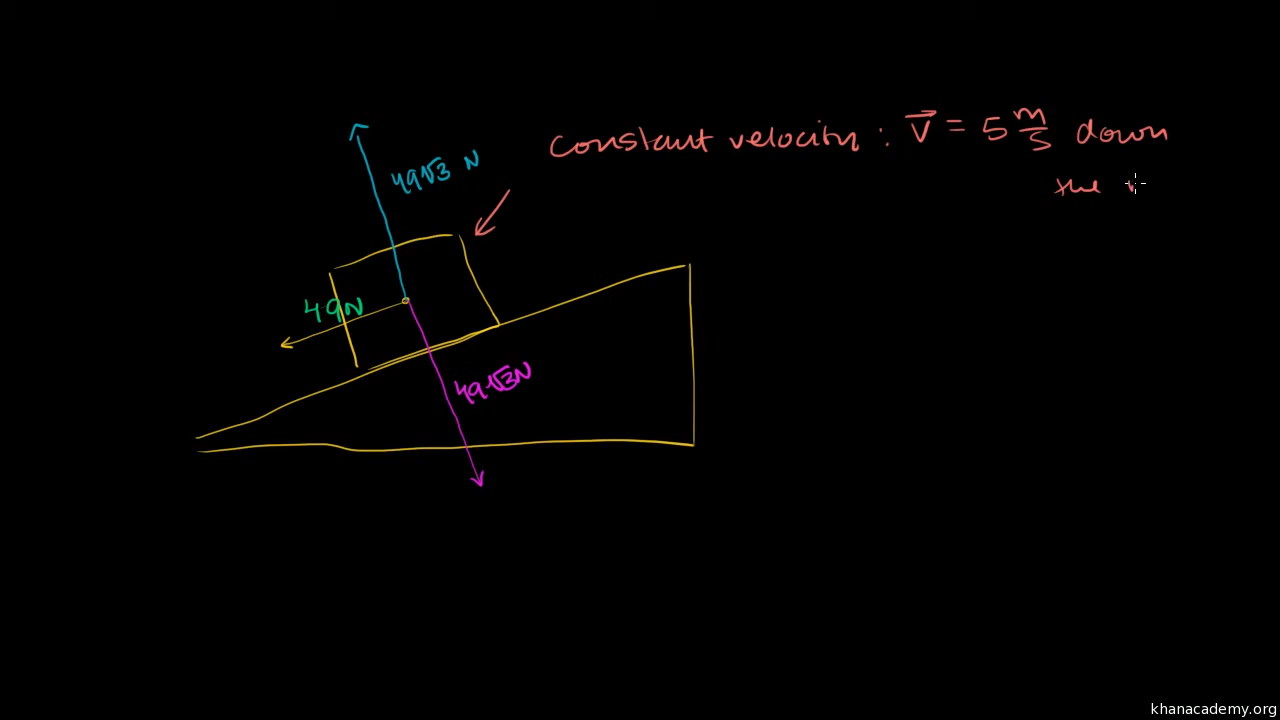 constant velocity : v⃗ = 5 m/s down
the
49√3 N
49N
49√3N
khanacademy.org